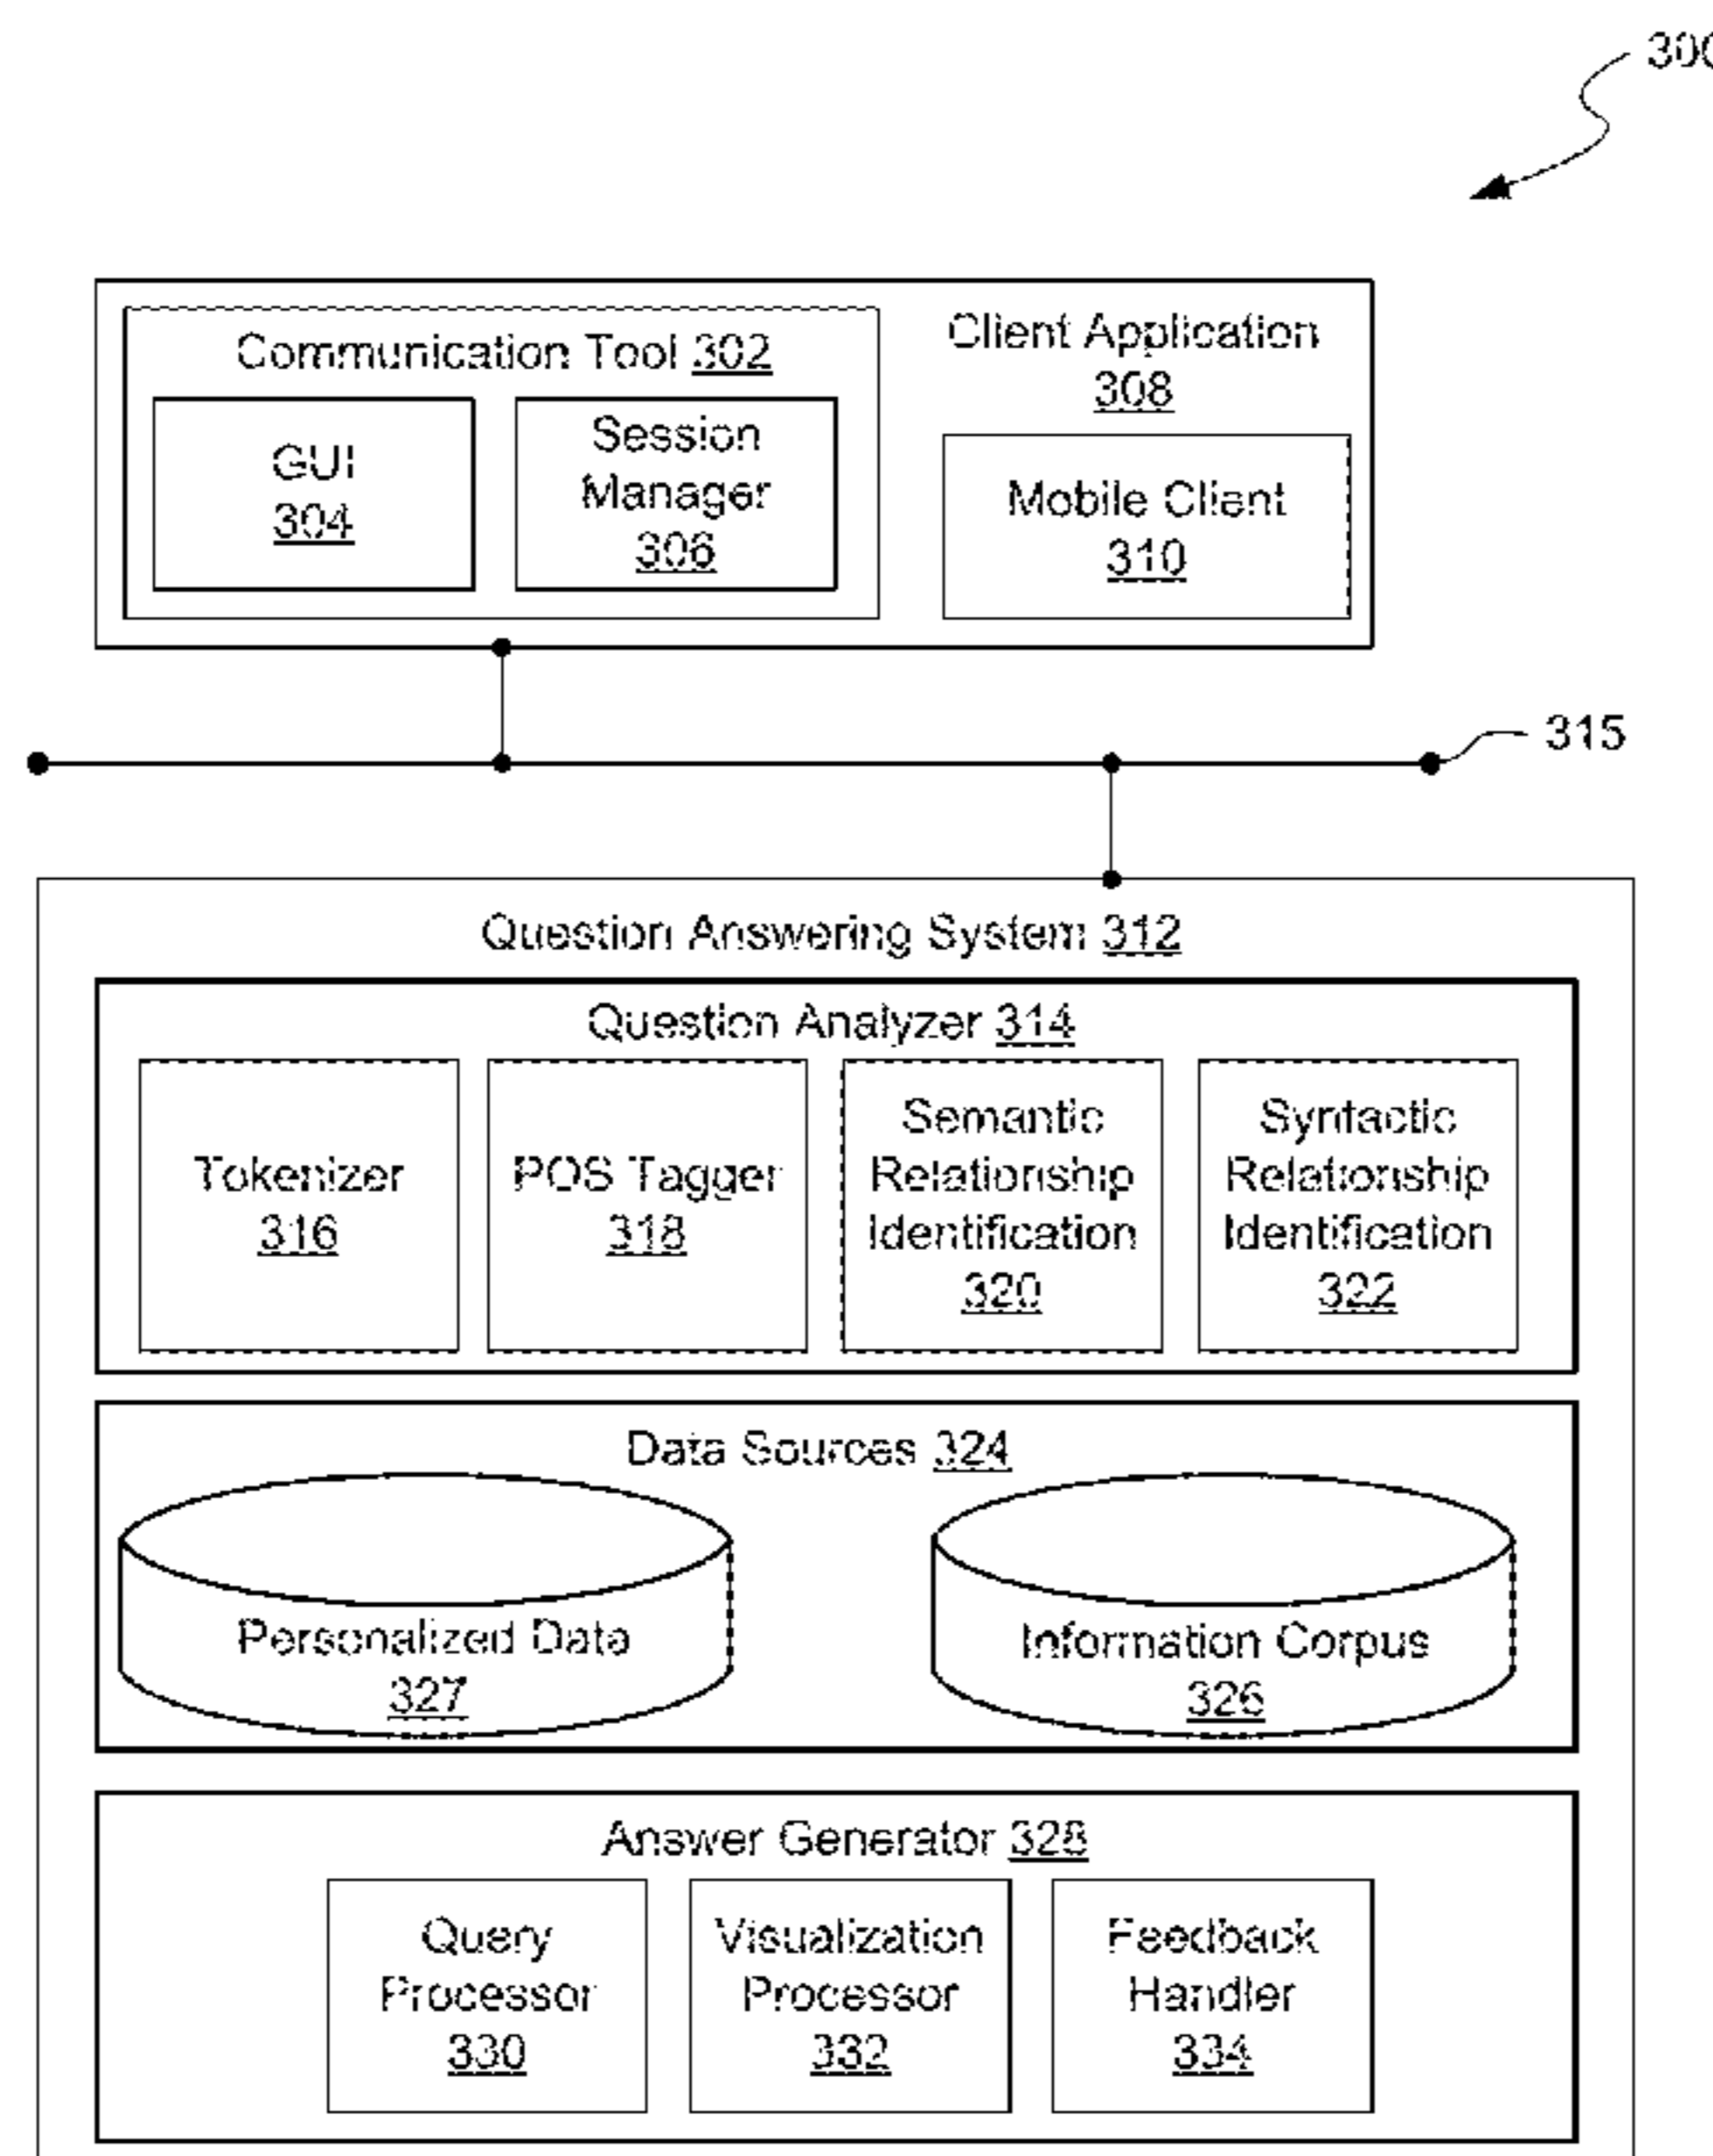 300
Communication Tool 302
Client Application
308
GUI
304
Session
Manager
306
Mobile Client
310
315
Question Answering System 312
Question Analyzer 314
Tokenizer
316
POS Tagger
318
Semantic
Relationship
Identification
320
Syntactic
Relationship
Identification
322
Data Sources 324
Personalized Data
327
Information Corpus
326
Answer Generator 328
Query
Processor
330
Visualization
Processor
332
Feedback
Handler
334